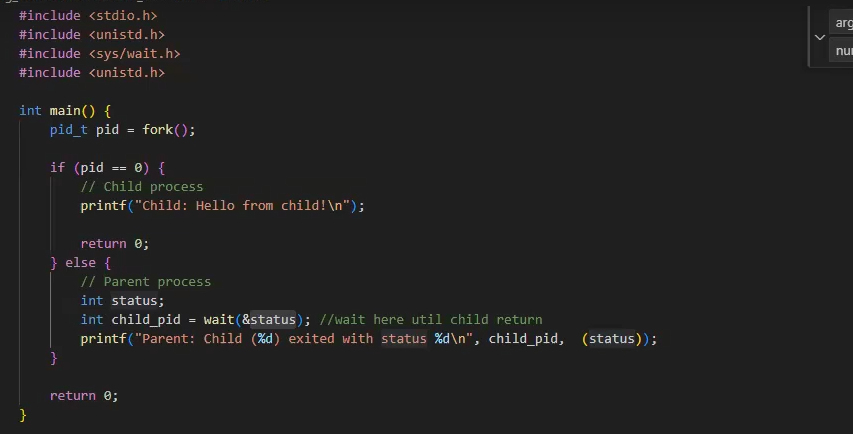 #include <stdio.h>
#include <unistd.h>
#include <sys/wait.h>
#include <unistd.h>
int main() {
pid_t pid = fork();
if (pid == 0) {
// Child process
printf("Child: Hello from child!\n");
return 0;
} else {
// Parent process
int status;
int child_pid = wait(&status); //wait here util child return
printf("Parent: Child (%d) exited with status %d\n", child_pid,  (status));
}
return 0;
}
arg
nur